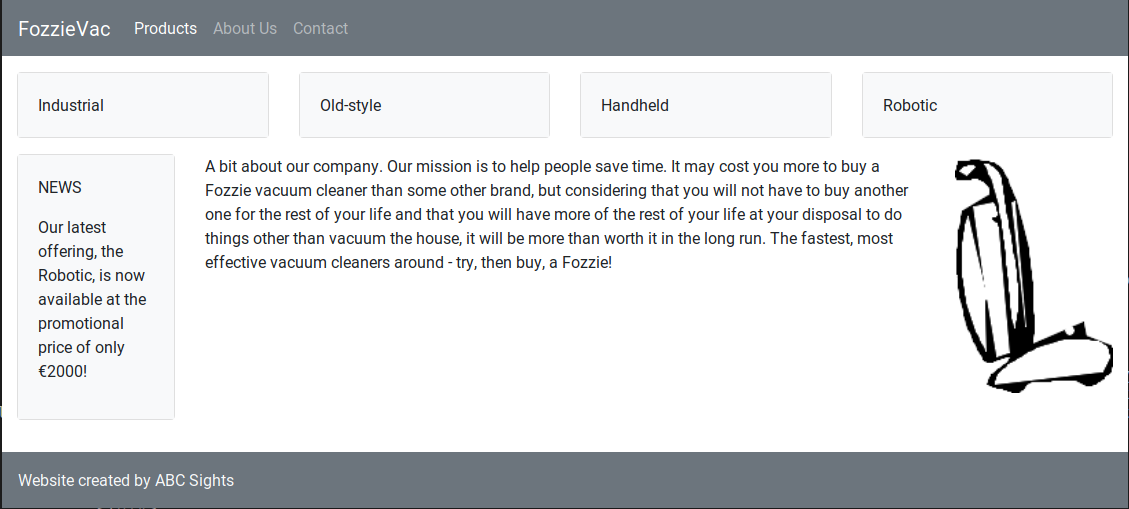 FozzieVac Products About Us Contact
Industrial Old-style Handheld Robotic
NEWS
Our latest
offering, the
Robotic, is now
available at the
promotional
price of only
€2000!
A bit about our company. Our mission is to help people save time. It may cost you more to buy a
Fozzie vacuum cleaner than some other brand, but considering that you will not have to buy another
one for the rest of your life and that you will have more of the rest of your life at your disposal to do
things other than vacuum the house, it will be more than worth it in the long run. The fastest, most
effective vacuum cleaners around - try, then buy, a Fozzie!
Website created by ABC Sights